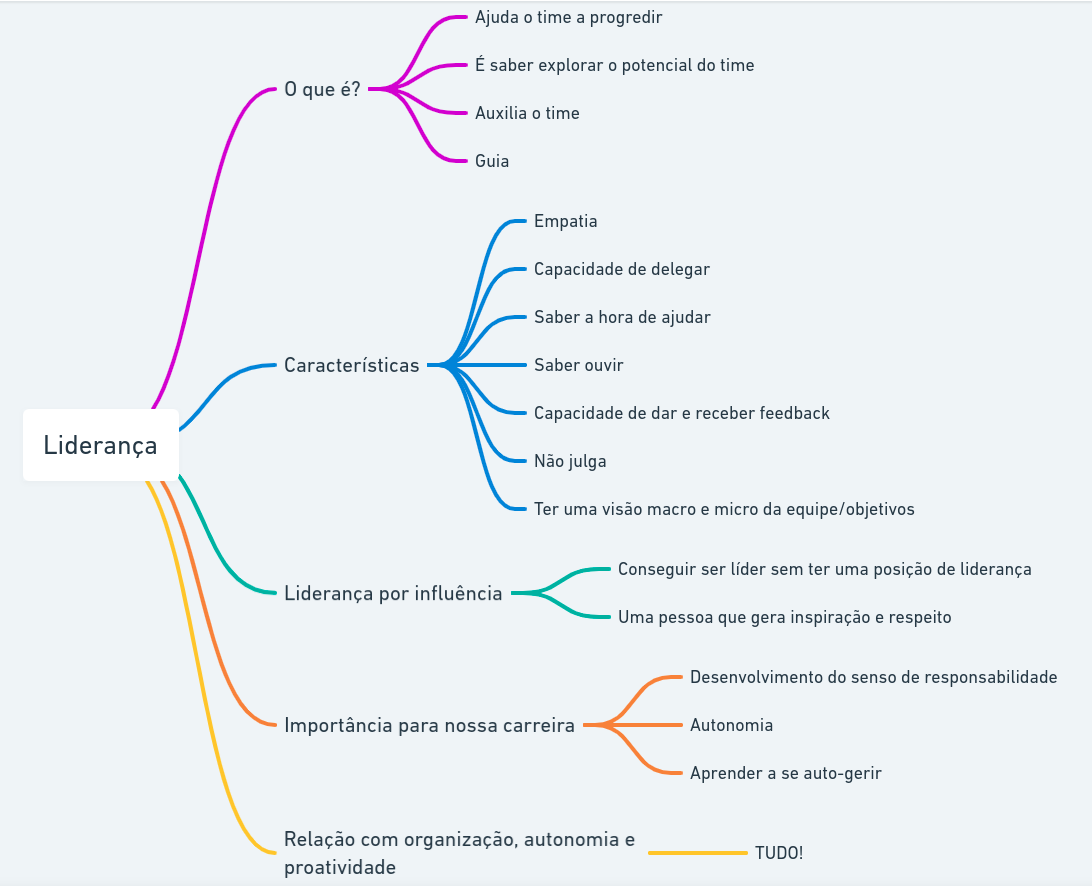 Liderança
O que é?
Ajuda o time a progredir
É saber explorar o potencial do time
Auxilia o time
Guia
Características
Empatia
Capacidade de delegar
Saber a hora de ajudar
Saber ouvir
Capacidade de dar e receber feedback
Não julga
Ter uma visão macro e micro da equipe/objetivos
Liderança por influência
Conseguir ser líder sem ter uma posição de liderança
Uma pessoa que gera inspiração e respeito
Importância para nossa carreira
Desenvolvimento do senso de responsabilidade
Autonomia
Aprender a se auto-gerir
Relação com organização, autonomia e
proatividade
TUDO!